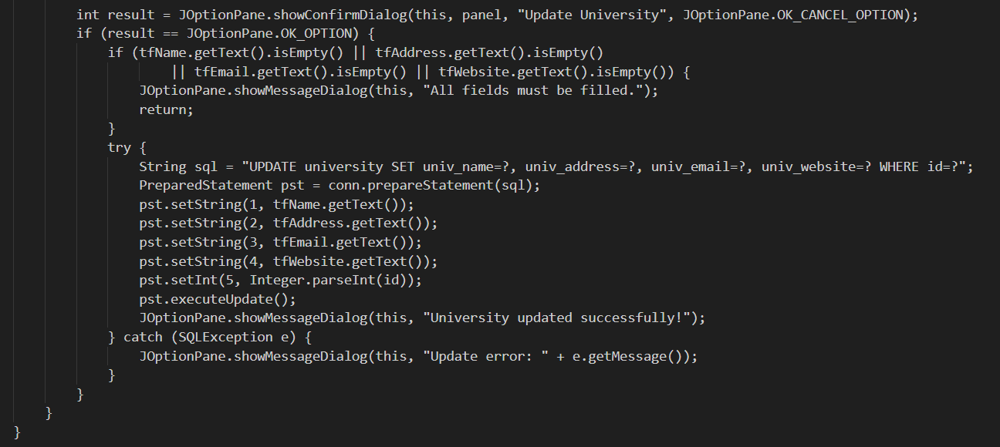 int result = JOptionPane.showConfirmDialog(this, panel, "Update University", JOptionPane.OK_CANCEL_OPTION);
if (result == JOptionPane.OK_OPTION) {
if (tfName.getText().isEmpty() || tfAddress.getText().isEmpty()
|| tfEmail.getText().isEmpty() || tfWebsite.getText().isEmpty()) {
JOptionPane.showMessageDialog(this, "All fields must be filled.");
return;
}
try {
String sql = "UPDATE university SET univ_name=?, univ_address=?, univ_email=?, univ_website=? WHERE id=?";
PreparedStatement pst = conn.prepareStatement(sql);
pst.setString(1, tfName.getText());
pst.setString(2, tfAddress.getText());
pst.setString(3, tfEmail.getText());
pst.setString(4, tfWebsite.getText());
pst.setInt(5, Integer.parseInt(id));
pst.executeUpdate();
JOptionPane.showMessageDialog(this, "University updated successfully!");
} catch (SQLException e) {
JOptionPane.showMessageDialog(this, "Update error: " + e.getMessage());
}
}
}
}